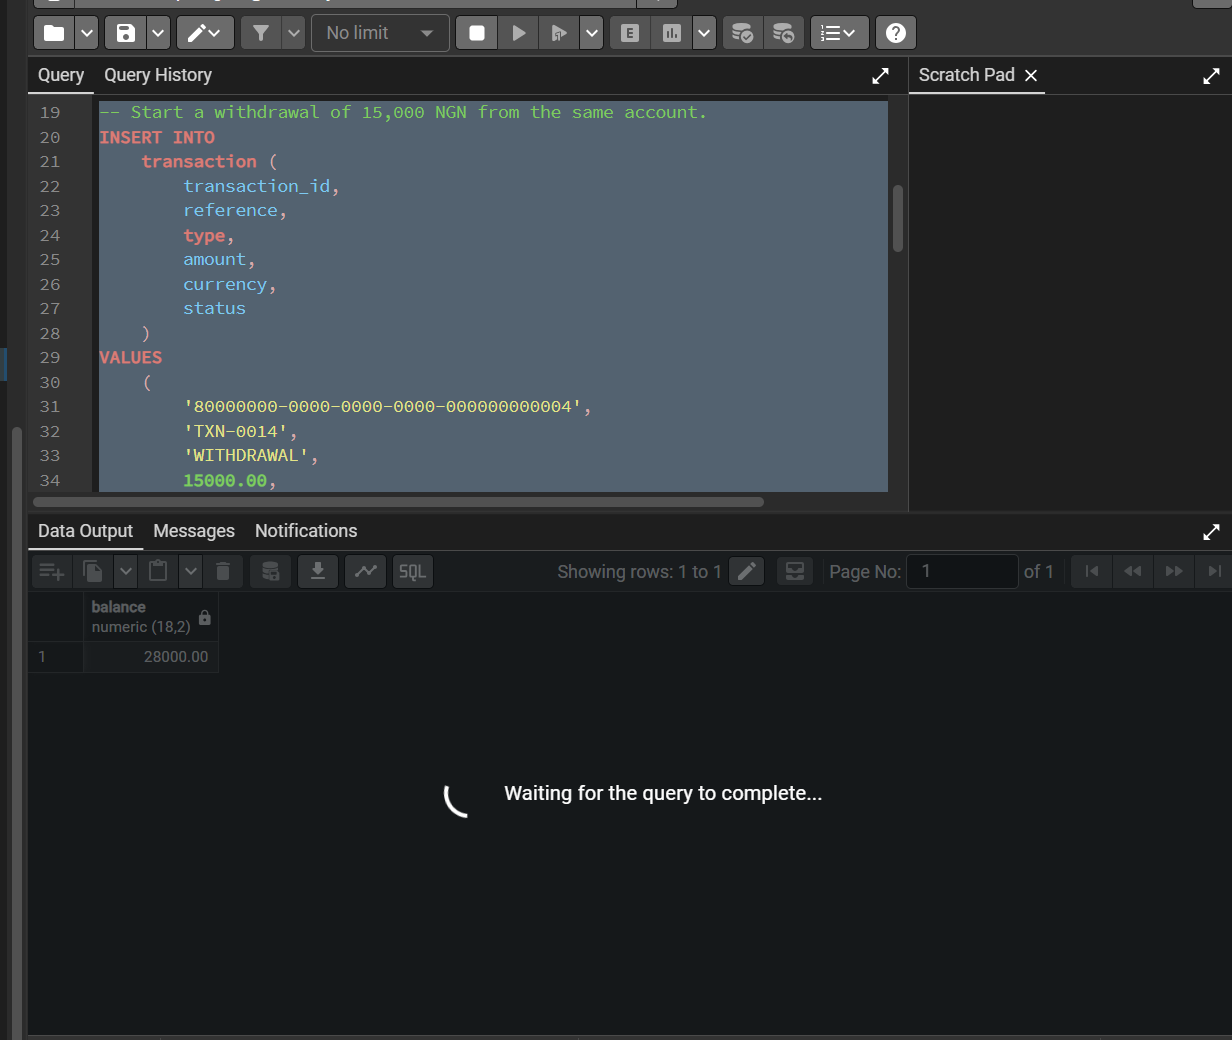 No limit
E
Query Query History
Scratch Pad
19 -- Start a withdrawal of 15,000 NGN from the same account.
20 INSERT INTO
21 transaction (
22 transaction_id,
23 reference,
24 type,
25 amount,
26 currency,
27 status
28 )
29 VALUES
30 (
31 '80000000-0000-0000-0000-000000000004',
32 'TXN-0014',
33 'WITHDRAWAL',
34 15000.00,
Data Output Messages Notifications
SQL Showing rows: 1 to 1 Page No: 1 of 1
balance
numeric (18,2)
1 28000.00
Waiting for the query to complete...